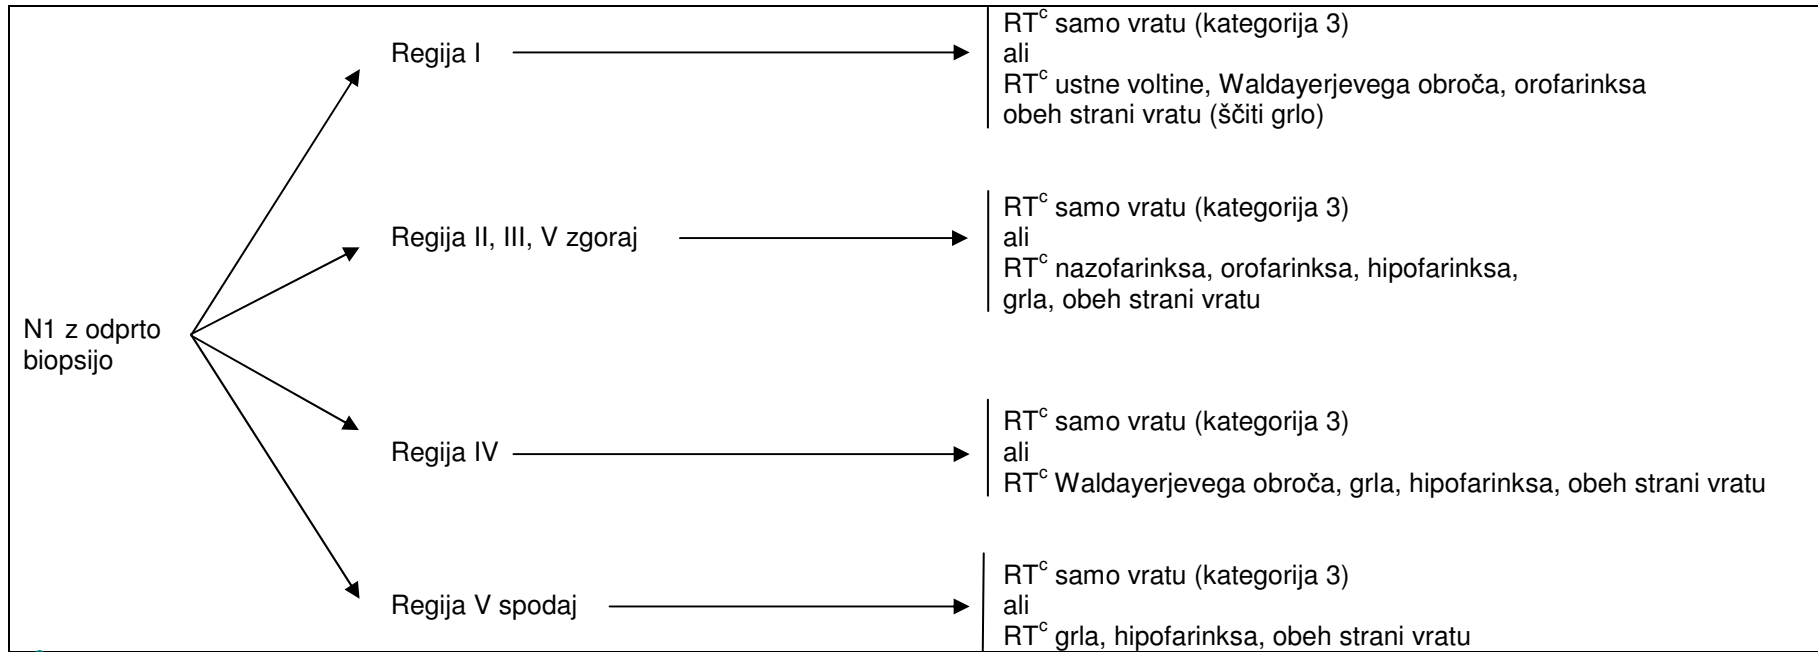 N1 z odprto
biopsijo
Regija I
RTᶜ samo vratu (kategorija 3)
ali
RTᶜ ustne voltine, Waldayerjevega obroča, orofarinksa
obeh strani vratu (ščiti grlo)
Regija II, III, V zgoraj
RTᶜ samo vratu (kategorija 3)
ali
RTᶜ nazofarinksa, orofarinksa, hipofarinksa,
grla, obeh strani vratu
Regija IV
RTᶜ samo vratu (kategorija 3)
ali
RTᶜ Waldayerjevega obroča, grla, hipofarinksa, obeh strani vratu
Regija V spodaj
RTᶜ samo vratu (kategorija 3)
ali
RTᶜ grla, hipofarinksa, obeh strani vratu